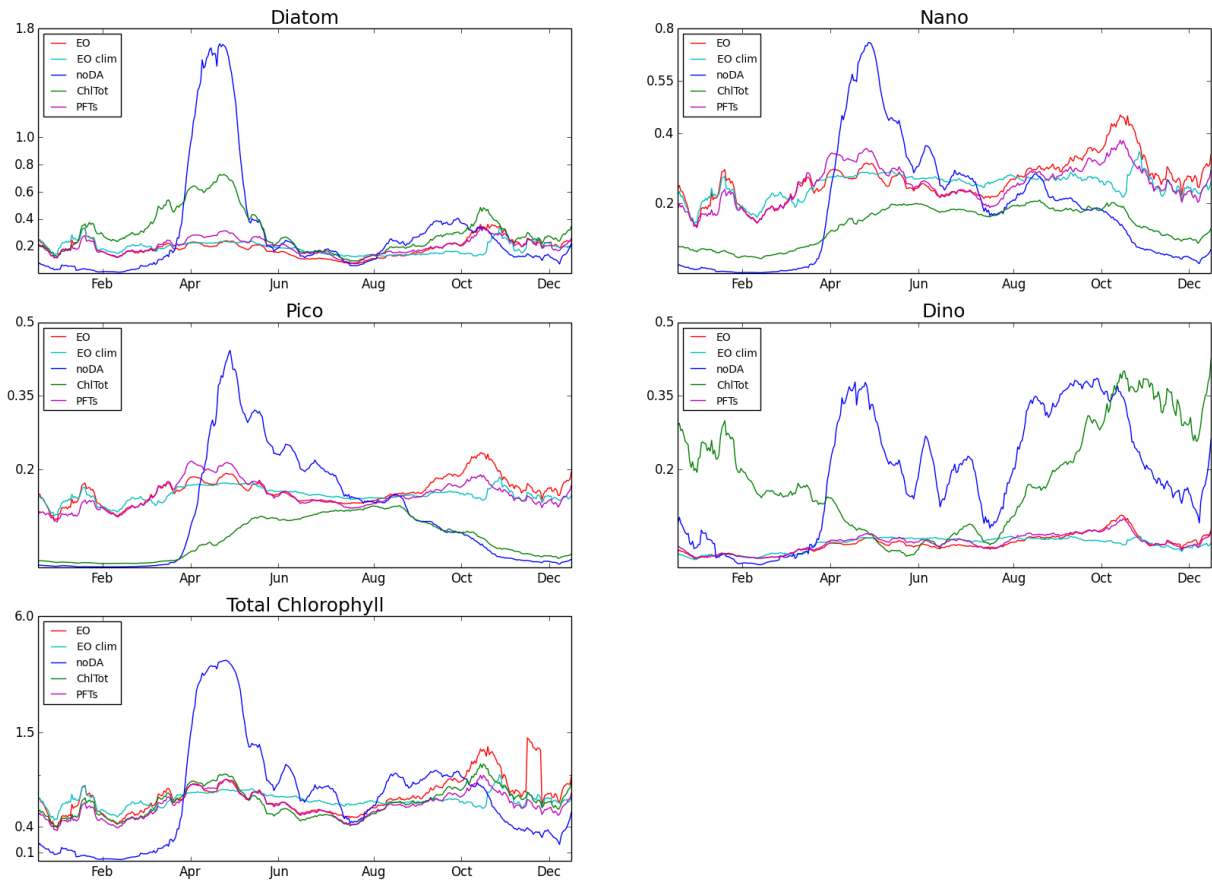 Diatom
1.8
1.0
0.8
0.6
0.4
0.2
EO
EO clim
noDA
ChlTot
PFTs
Feb Apr Jun Aug Oct Dec
Nano
0.8
0.55
0.4
0.2
EO
EO clim
noDA
ChlTot
PFTs
Feb Apr Jun Aug Oct Dec
Pico
0.5
0.35
0.2
EO
EO clim
noDA
ChlTot
PFTs
Feb Apr Jun Aug Oct Dec
Dino
0.5
0.35
0.2
EO
EO clim
noDA
ChlTot
PFTs
Feb Apr Jun Aug Oct Dec
Total Chlorophyll
6.0
1.5
0.4
0.1
EO
EO clim
noDA
ChlTot
PFTs
Feb Apr Jun Aug Oct Dec